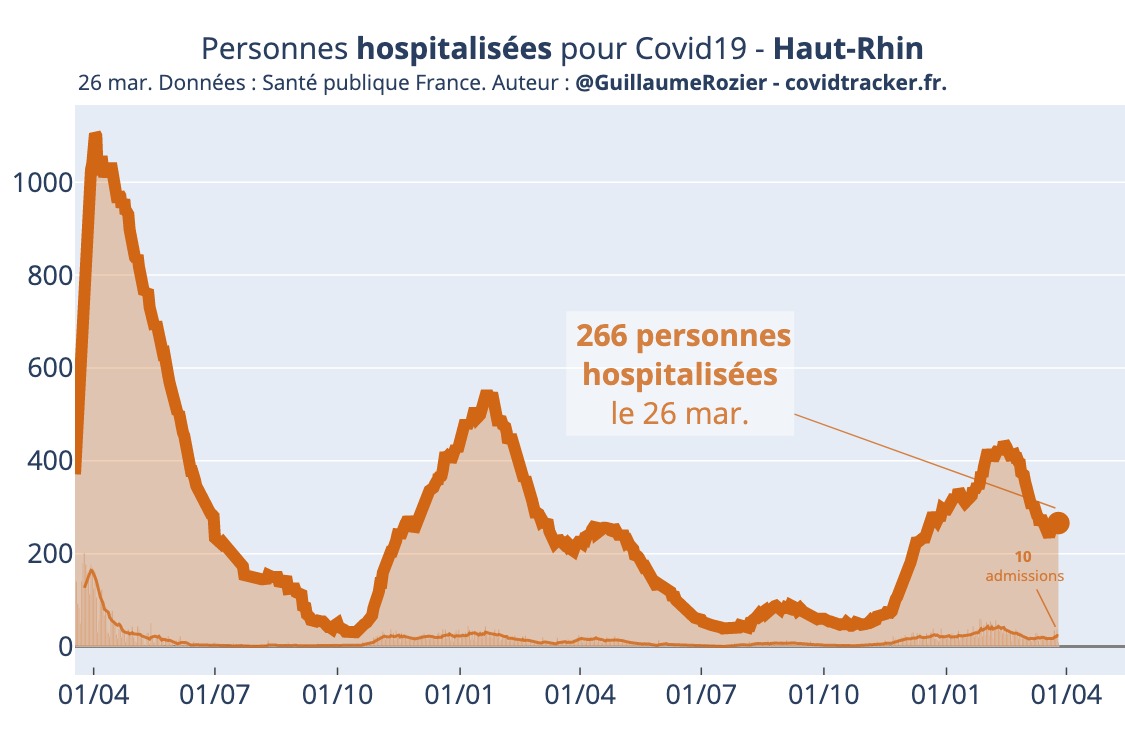 Personnes hospitalisées pour Covid19 - Haut-Rhin
26 mar. Données : Santé publique France. Auteur : @GuillaumeRozier - covidtracker.fr.
1000
800
600
400
200
0
266 personnes
hospitalisées
le 26 mar.
10
admissions
01/04
01/07
01/10
01/01
01/04
01/07
01/10
01/01
01/04